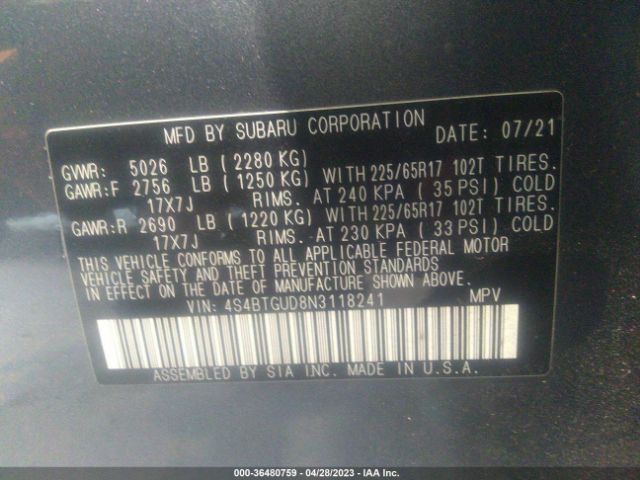 MFD BY SUBARU CORPORATION DATE: 07/21
GVWR: 5026 LB (2280 KG)
GAWR:F 2756 LB (1250 KG) WITH 225/65R17 102T TIRES.
17X7J RIMS. AT 240 KPA (35 PSI) COLD
GAWR:R 2690 LB (1220 KG) WITH 225/65R17 102T TIRES.
17X7J RIMS. AT 230 KPA (33 PSI) COLD
THIS VEHICLE CONFORMS TO ALL APPLICABLE FEDERAL MOTOR
VEHICLE SAFETY AND THEFT PREVENTION STANDARDS
IN EFFECT ON THE DATE OF MANUFACTURE SHOWN ABOVE.
VIN: 4S4BTGUD8N3118241 MPV
ASSEMBLED BY SIA INC. MADE IN U.S.A.
000-36480759 | 04/28/2023 | IAA Inc.